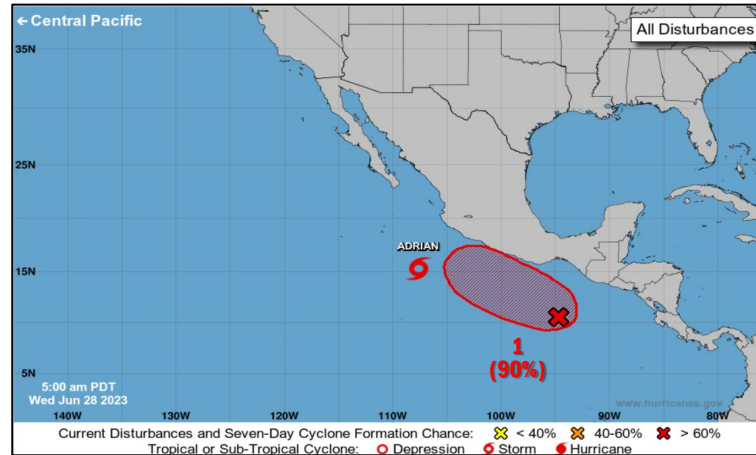 ← Central Pacific
All Disturbances
35N
25N
15N
5N
ADRIAN
1
(90%)
5:00 am PDT
Wed Jun 28 2023
www.hurricanes.gov
140W 130W 120W 110W 100W 90W 80W
Current Disturbances and Seven-Day Cyclone Formation Chance: < 40% 40-60% > 60%
Tropical or Sub-Tropical Cyclone: Depression Storm Hurricane